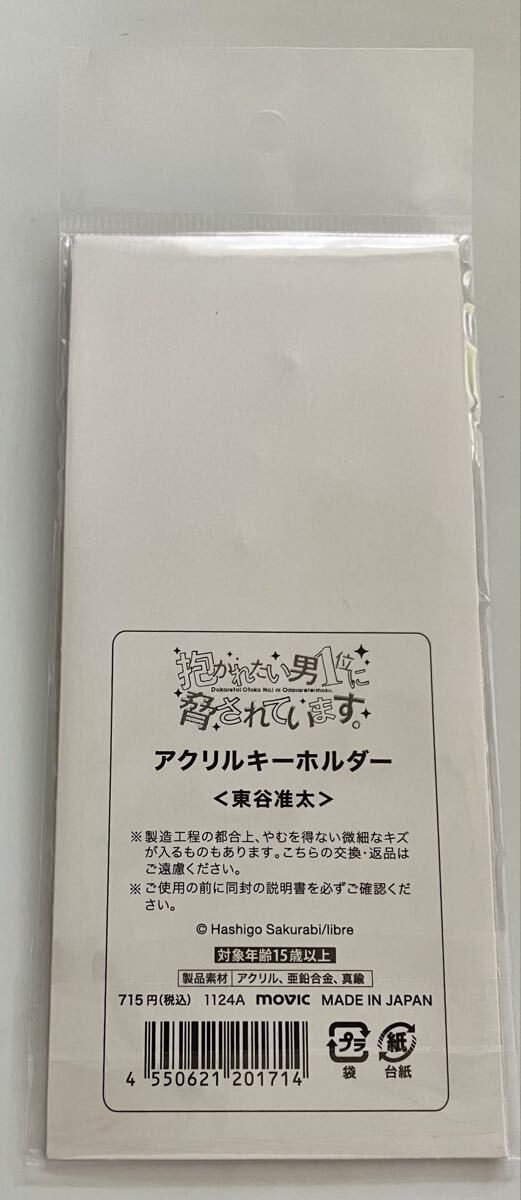 抱かれたい男1位に
Dakaretai Otoko No.1 ni Odosareteimasu.
脅されています。
アクリルキーホルダー
<東谷准太>
※製造工程の都合上、やむを得ない微細なキズ
が入るものもあります。こちらの交換・返品は
ご遠慮ください。
※ご使用の前に同封の説明書を必ずご確認くだ
さい。
© Hashigo Sakurabi/libre
対象年齢15歳以上
製品素材 アクリル、亜鉛合金、真鍮
715円(税込) 1124A movic MADE IN JAPAN
4 550621 201714
プラ 紙
袋 台紙